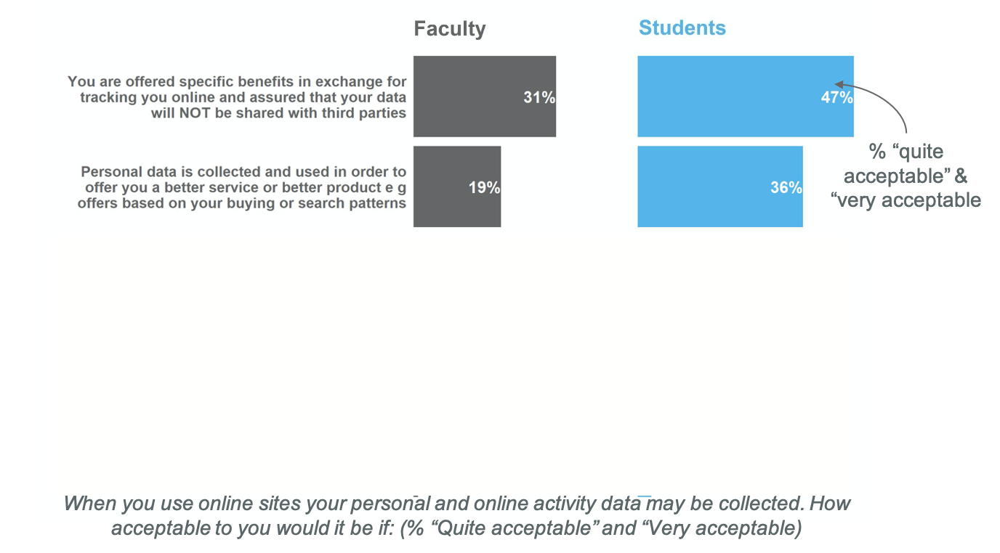 Faculty
Students
You are offered specific benefits in exchange for
tracking you online and assured that your data
will NOT be shared with third parties
31%
47%
% “quite
acceptable” &
“very acceptable
Personal data is collected and used in order to
offer you a better service or better product e g
offers based on your buying or search patterns
19%
36%
When you use online sites your personal and online activity data may be collected. How
acceptable to you would it be if: (% “Quite acceptable” and “Very acceptable)